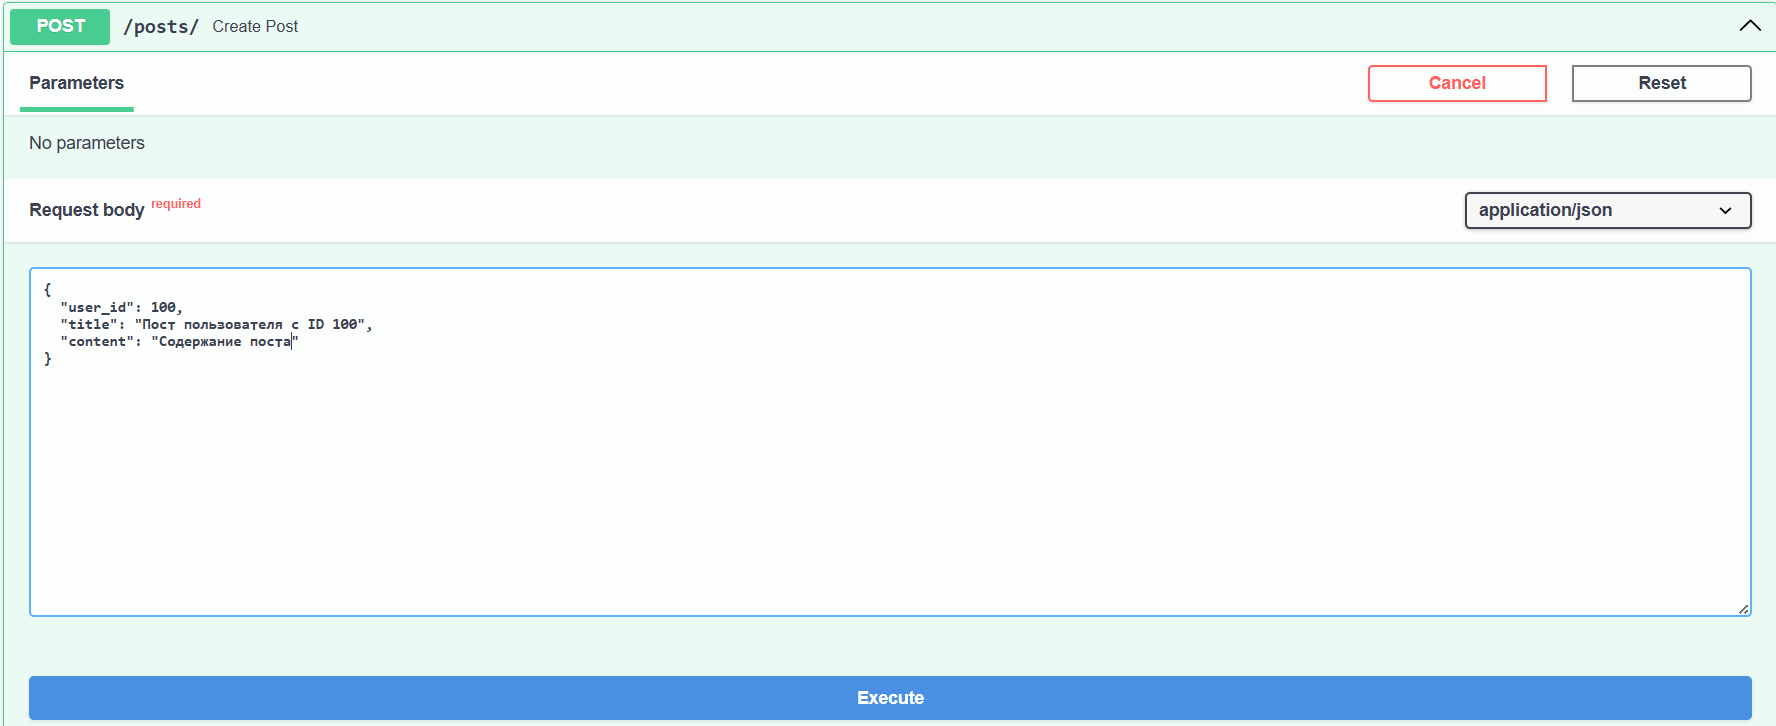 POST /posts/ Create Post
Parameters
Cancel
Reset
No parameters
Request body required
application/json
{
"user_id": 100,
"title": "Пост пользователя с ID 100",
"content": "Содержание поста"
}
Execute